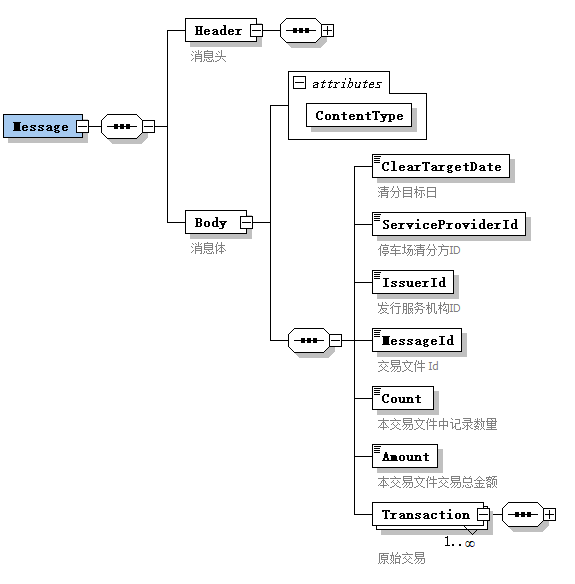 Header
消息头
Message
attributes
ContentType
Body
消息体
ClearTargetDate
清分目标日
ServiceProviderId
停车场清分方ID
IssuerId
发行服务机构ID
MessageId
交易文件 Id
Count
本交易文件中记录数量
Amount
本交易文件交易总金额
Transaction
1..∞
原始交易